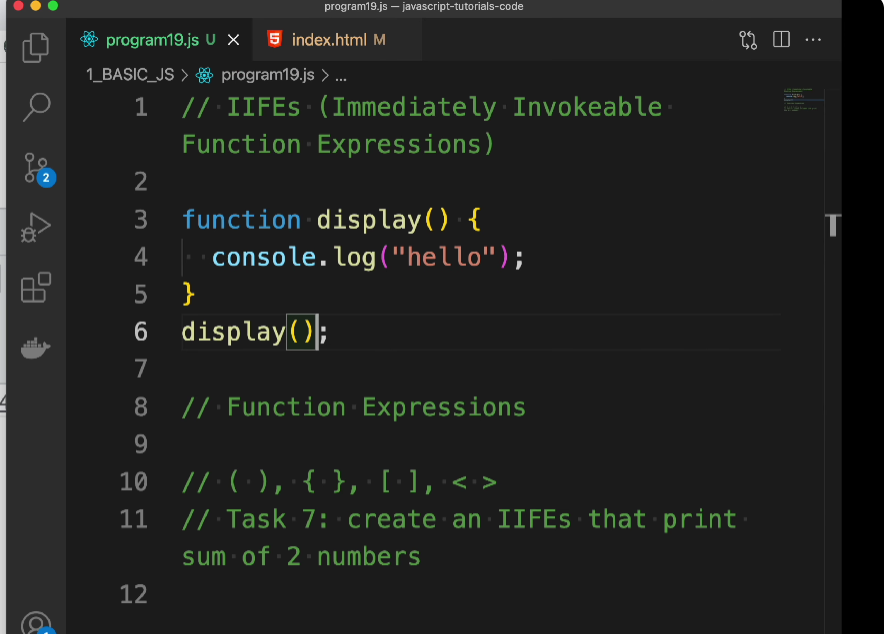 program19.js — javascript-tutorials-code
program19.js U index.html M
1_BASIC_JS > program19.js > ...
1 // IIFEs (Immediately Invokeable
Function Expressions)
2
3 function display() {
4 console.log("hello");
5 }
6 display();
7
8 // Function Expressions
9
10 // ( ), { }, [ ], < >
11 // Task 7: create an IIFEs that print
sum of 2 numbers
12
2
T